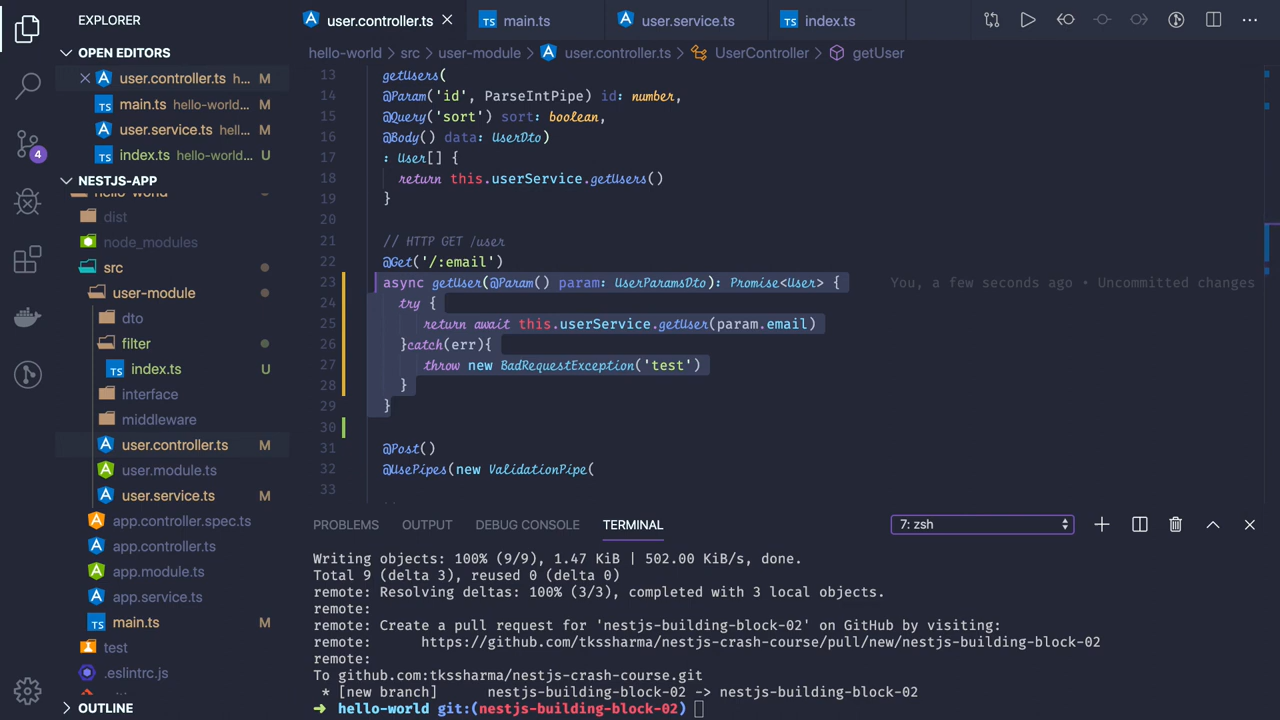 EXPLORER
OPEN EDITORS
user.controller.ts h... M
main.ts hello-world... M
user.service.ts hell... M
index.ts hello-world... U
4
NESTJS-APP
hello-world
dist
node_modules
src
user-module
dto
filter
index.ts U
interface
middleware
user.controller.ts M
user.module.ts
user.service.ts M
app.controller.spec.ts
app.controller.ts
app.module.ts
app.service.ts
main.ts M
test
.eslintrc.js
OUTLINE
user.controller.ts
TS main.ts
user.service.ts
TS index.ts
hello-world > src > user-module > user.controller.ts > UserController > getUser
13 getUsers(
14 @Param('id', ParseIntPipe) id: number,
15 @Query('sort') sort: boolean,
16 @Body() data: UserDto)
17 : User[] {
18 return this.userService.getUsers()
19 }
20
21 // HTTP GET /user
22 @Get('/:email')
23 async getUser(@Param() param: UserParamsDto): Promise<User> { You, a few seconds ago • Uncommitted changes
24 try {
25 return await this.userService.getUser(param.email)
26 }catch(err){
27 throw new BadRequestException('test')
28 }
29 }
30
31 @Post()
32 @UsePipes(new ValidationPipe(
33
PROBLEMS OUTPUT DEBUG CONSOLE TERMINAL 7: zsh
Writing objects: 100% (9/9), 1.47 KiB | 502.00 KiB/s, done.
Total 9 (delta 3), reused 0 (delta 0)
remote: Resolving deltas: 100% (3/3), completed with 3 local objects.
remote:
remote: Create a pull request for 'nestjs-building-block-02' on GitHub by visiting:
remote: https://github.com/tkssharma/nestjs-crash-course/pull/new/nestjs-building-block-02
remote:
To github.com:tkssharma/nestjs-crash-course.git
* [new branch] nestjs-building-block-02 -> nestjs-building-block-02
➜ hello-world git:(nestjs-building-block-02)